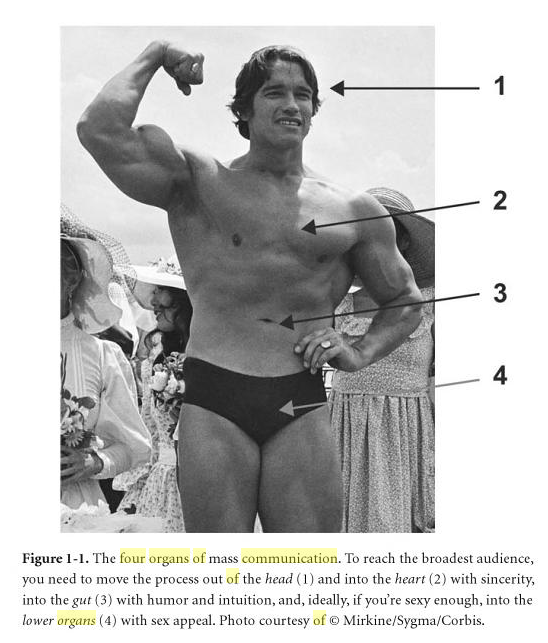 1
2
3
4
Figure 1-1. The four organs of mass communication. To reach the broadest audience,
you need to move the process out of the head (1) and into the heart (2) with sincerity,
into the gut (3) with humor and intuition, and, ideally, if you're sexy enough, into the
lower organs (4) with sex appeal. Photo courtesy of © Mirkine/Sygma/Corbis.